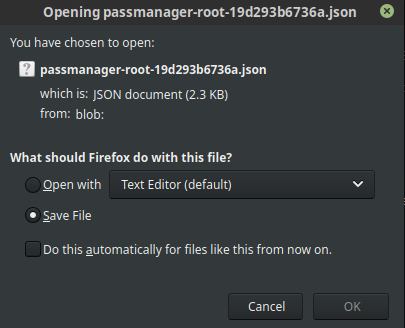 Opening passmanager-root-19d293b6736a.json
You have chosen to open:
passmanager-root-19d293b6736a.json
which is: JSON document (2.3 KB)
from: blob:
What should Firefox do with this file?
Open with Text Editor (default)
Save File
Do this automatically for files like this from now on.
Cancel OK